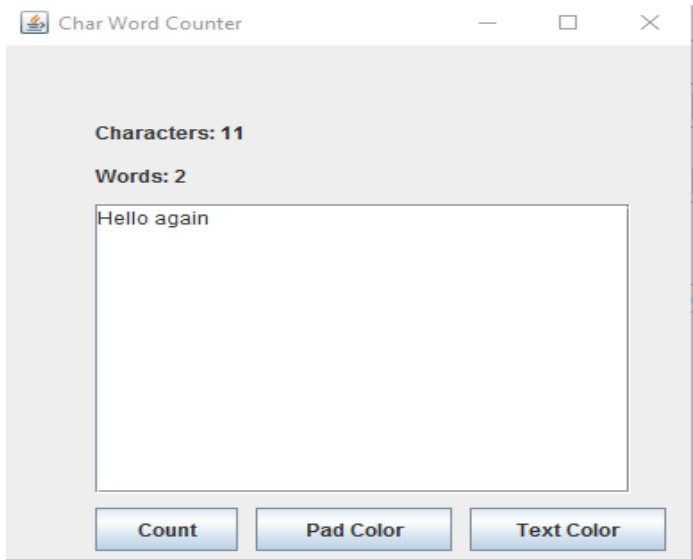 Char Word Counter
Characters: 11
Words: 2
Hello again
Count Pad Color Text Color